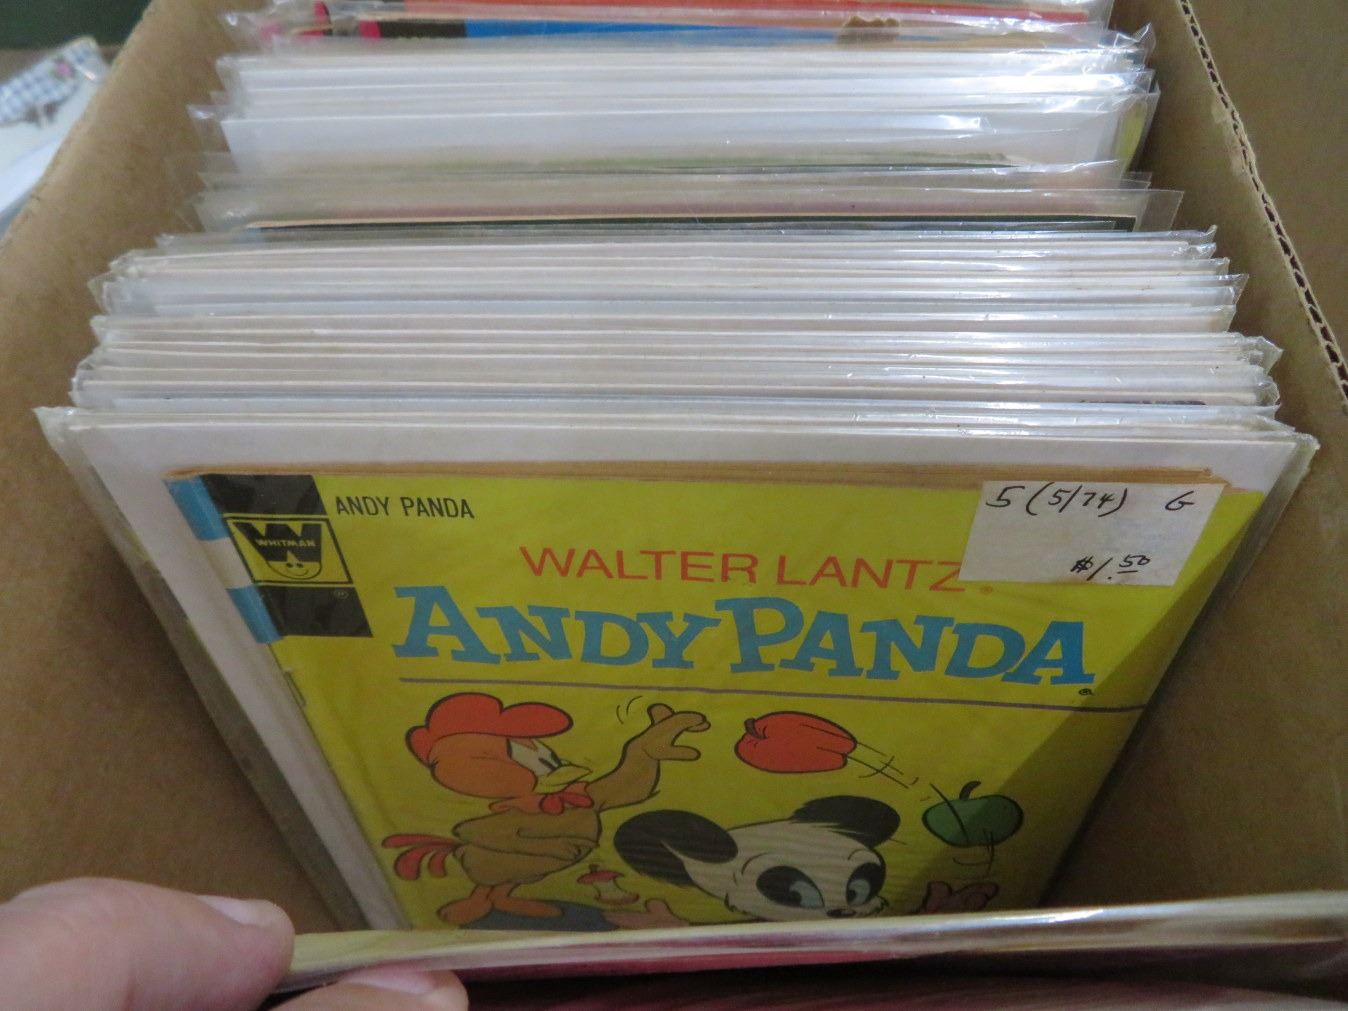 ANDY PANDA
5 (5/74) G
WHITMAN
$1.50
WALTER LANTZ
ANDY PANDA